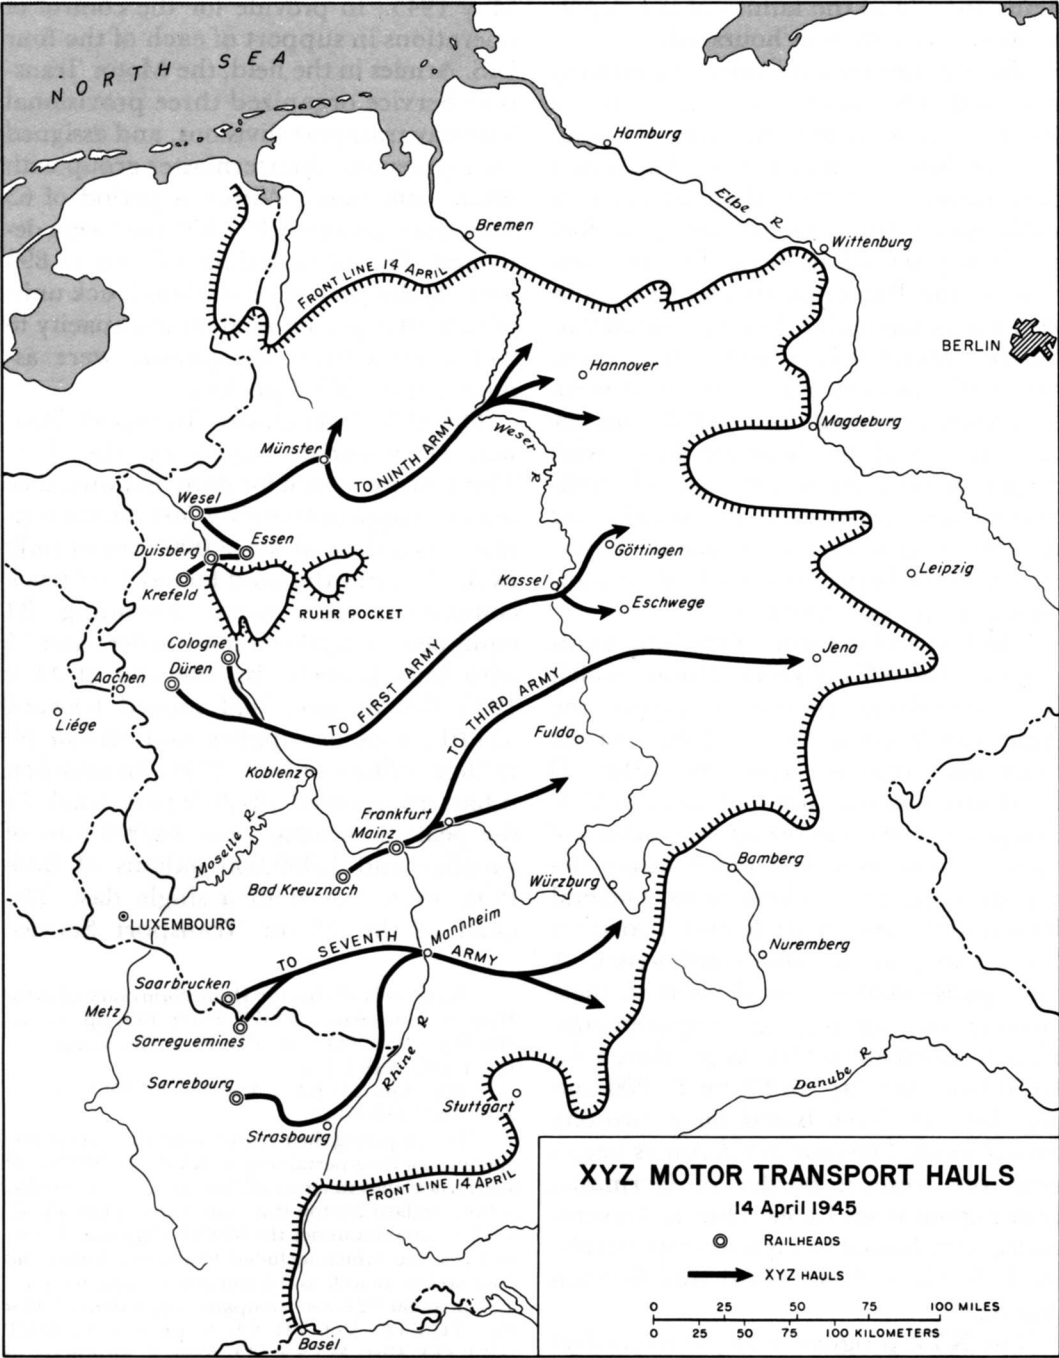 NORTH SEA
Hamburg
Elbe R
Bremen
Wittenburg
FRONT LINE 14 APRIL
BERLIN
Hannover
Magdeburg
Weser R
Münster
TO NINTH ARMY
Wesel
Essen
Duisberg
Göttingen
Leipzig
Krefeld
Kassel
Eschwege
RUHR POCKET
Cologne
Düren
Jena
Aachen
TO FIRST ARMY
TO THIRD ARMY
Liége
Fulda
Koblenz
Frankfurt
Mainz
Moselle R
Bamberg
Bad Kreuznach
Würzburg
LUXEMBOURG
Mannheim
TO SEVENTH ARMY
Nuremberg
Saarbrucken
Metz
Sarreguemines
Rhine R
Danube R
Sarrebourg
Stuttgart
Strasbourg
FRONT LINE 14 APRIL
Basel
XYZ MOTOR TRANSPORT HAULS
14 April 1945
RAILHEADS
XYZ HAULS
0 25 50 75 100 MILES
0 25 50 75 100 KILOMETERS